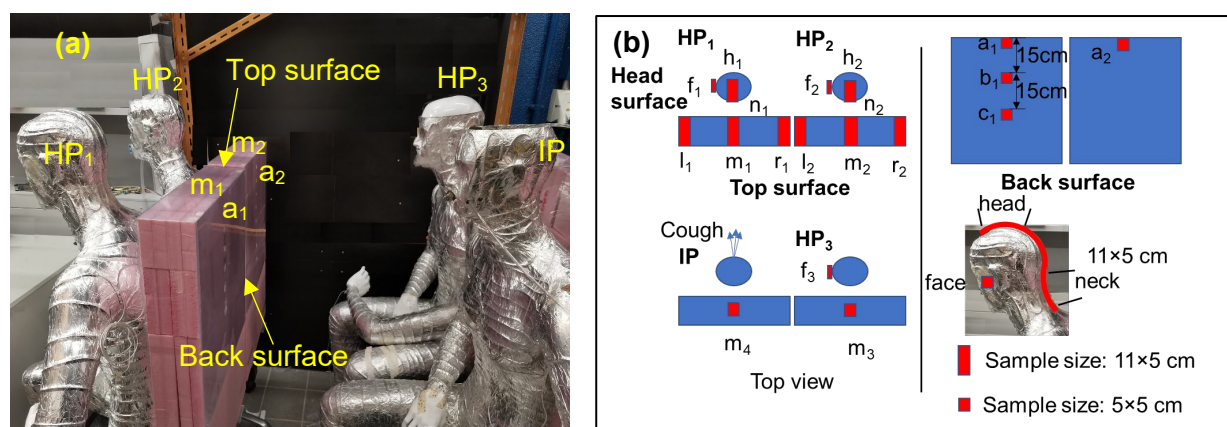 (a)
HP2
Top surface
HP3
HP1
m2
IP
m1
a2
a1
Back surface
(b)
HP1
HP2
h1
h2
Head
surface
f1
f2
n1
n2
l1
m1
r1
l2
m2
r2
Top surface
Cough
IP
HP3
f3
m4
m3
Top view
a1
15cm
a2
b1
15cm
c1
Back surface
head
11×5 cm
face
neck
Sample size: 11×5 cm
Sample size: 5×5 cm